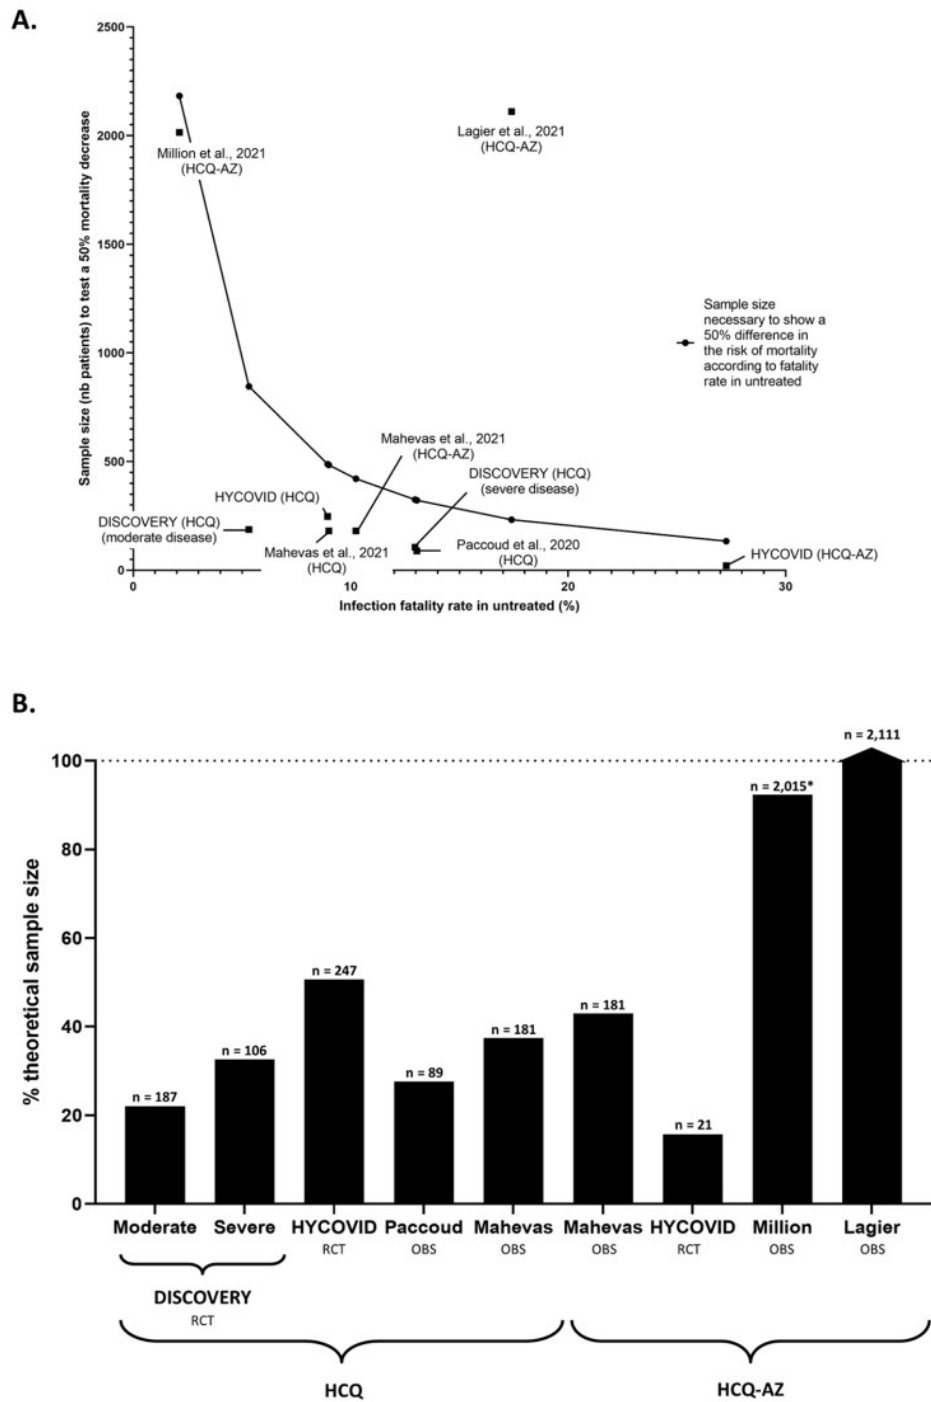 A.
2500
2000
1500
1000
500
0
Sample size (nb patients) to test a 50% mortality decrease
Million et al., 2021
(HCQ-AZ)
Lagier et al., 2021
(HCQ-AZ)
Sample size
necessary to show a
50% difference in
the risk of mortality
according to fatality
rate in untreated
Mahevas et al., 2021
(HCQ-AZ)
DISCOVERY (HCQ)
(severe disease)
HYCOVID (HCQ)
DISCOVERY (HCQ)
(moderate disease)
Mahevas et al., 2021
(HCQ)
Paccoud et al., 2020
(HCQ)
HYCOVID (HCQ-AZ)
0 10 20 30
Infection fatality rate in untreated (%)
B.
% theoretical sample size
100
80
60
40
20
0
n = 187
n = 106
n = 247
n = 89
n = 181
n = 181
n = 21
n = 2,015*
n = 2,111
Moderate Severe HYCOVID Paccoud Mahevas Mahevas HYCOVID Million Lagier
RCT OBS OBS OBS RCT OBS OBS
DISCOVERY
RCT
HCQ HCQ-AZ